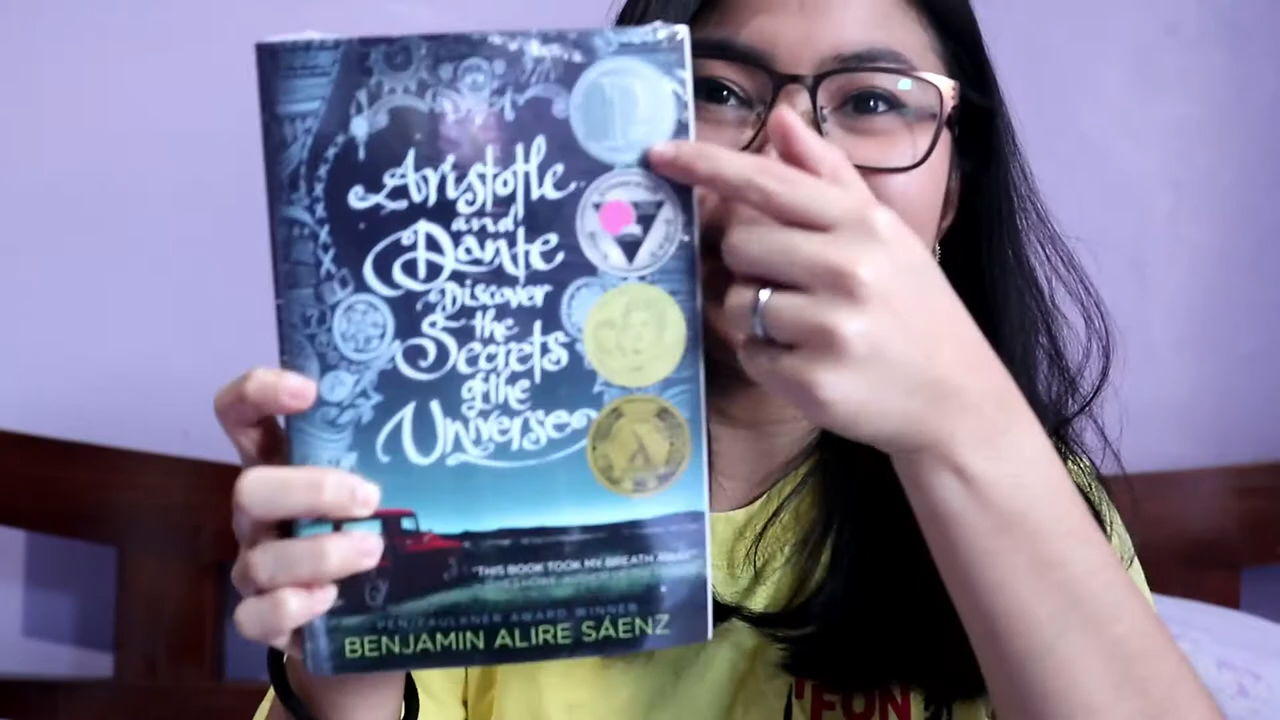 Aristotle
and
Dante
Discover
the
Secrets
of the
Universe
"THIS BOOK TOOK MY BREATH AWAY"
PEN/FAULKNER AWARD WINNER
BENJAMIN ALIRE SÁENZ